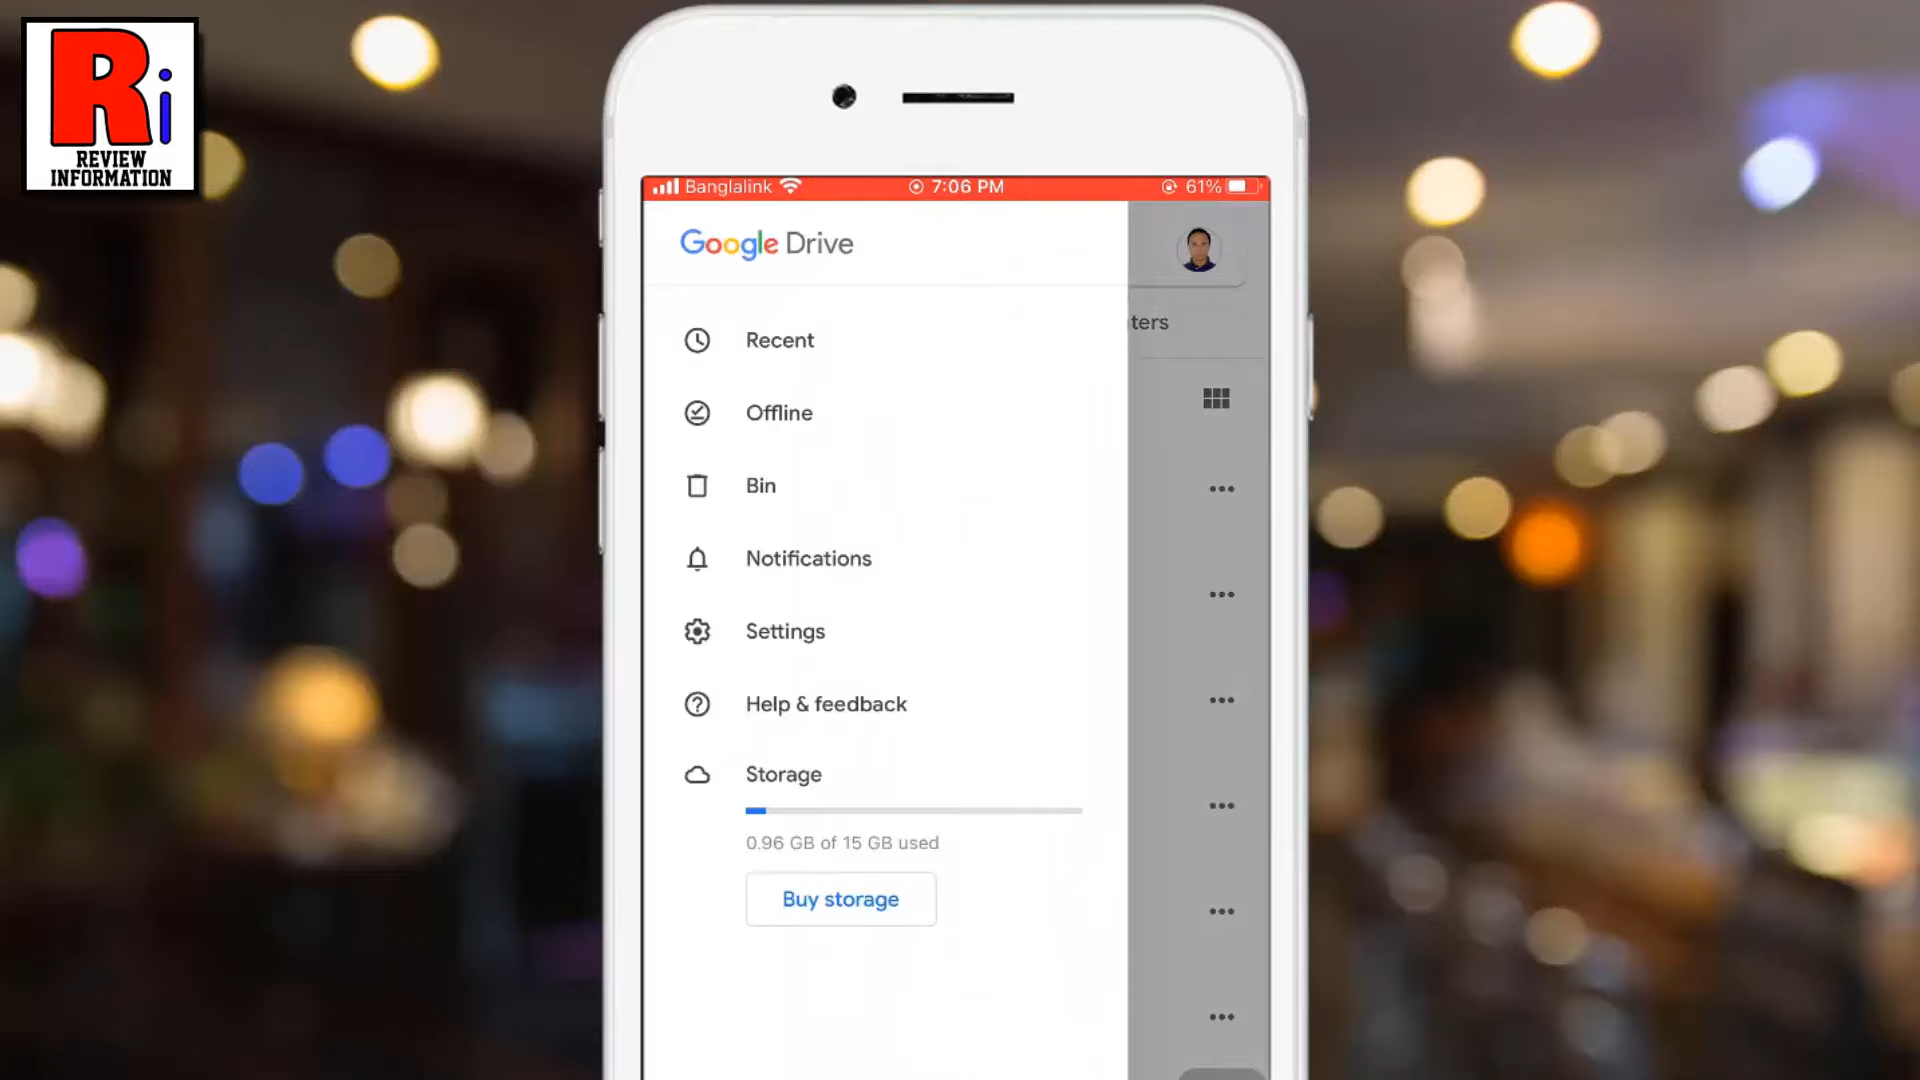 Ri
REVIEW
INFORMATION
Banglalink 7:06 PM 61%
Google Drive
ters
Recent
Offline
Bin
Notifications
Settings
Help & feedback
Storage
0.96 GB of 15 GB used
Buy storage